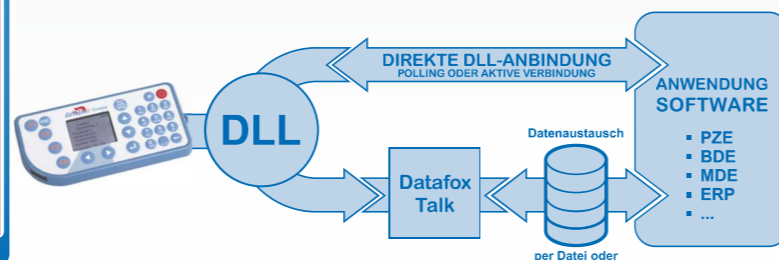 DIREKTE DLL-ANBINDUNG
POLLING ODER AKTIVE VERBINDUNG
DLL
Datafox
Talk
Datenaustausch
per Datei oder
ANWENDUNG
SOFTWARE
▪ PZE
▪ BDE
▪ MDE
▪ ERP
▪ ...